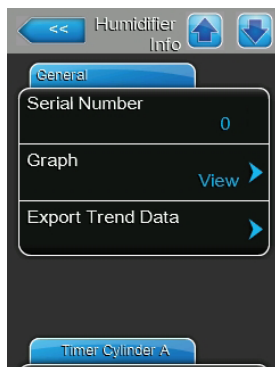 << Humidifier
Info
General
Serial Number
0
Graph
View
Export Trend Data
Timer Cylinder A